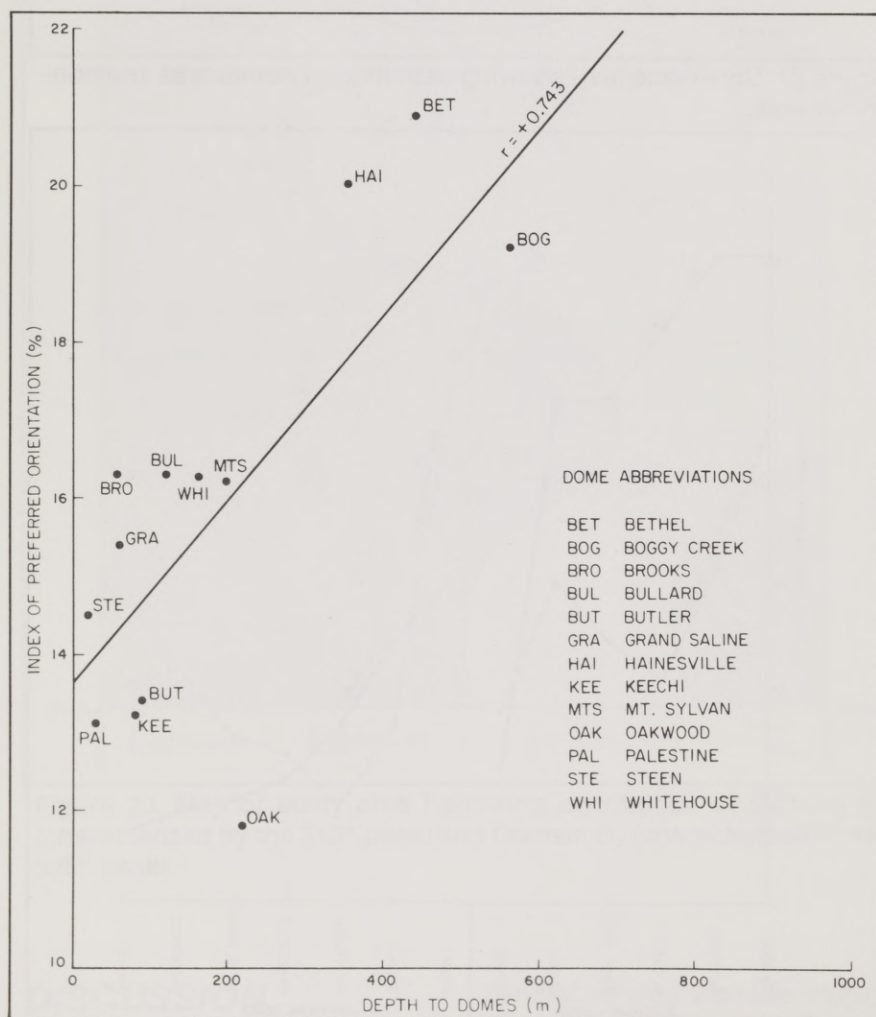 22
20
18
16
14
12
10
INDEX OF PREFERRED ORIENTATION (%)
r = +0.743
BET
HAI
BOG
BUL
MTS
BRO
WHI
GRA
STE
BUT
PAL
KEE
OAK
DOME ABBREVIATIONS
BET BETHEL
BOG BOGGY CREEK
BRO BROOKS
BUL BULLARD
BUT BUTLER
GRA GRAND SALINE
HAI HAINESVILLE
KEE KEECHI
MTS MT. SYLVAN
OAK OAKWOOD
PAL PALESTINE
STE STEEN
WHI WHITEHOUSE
0 200 400 600 800 1000
DEPTH TO DOMES (m)